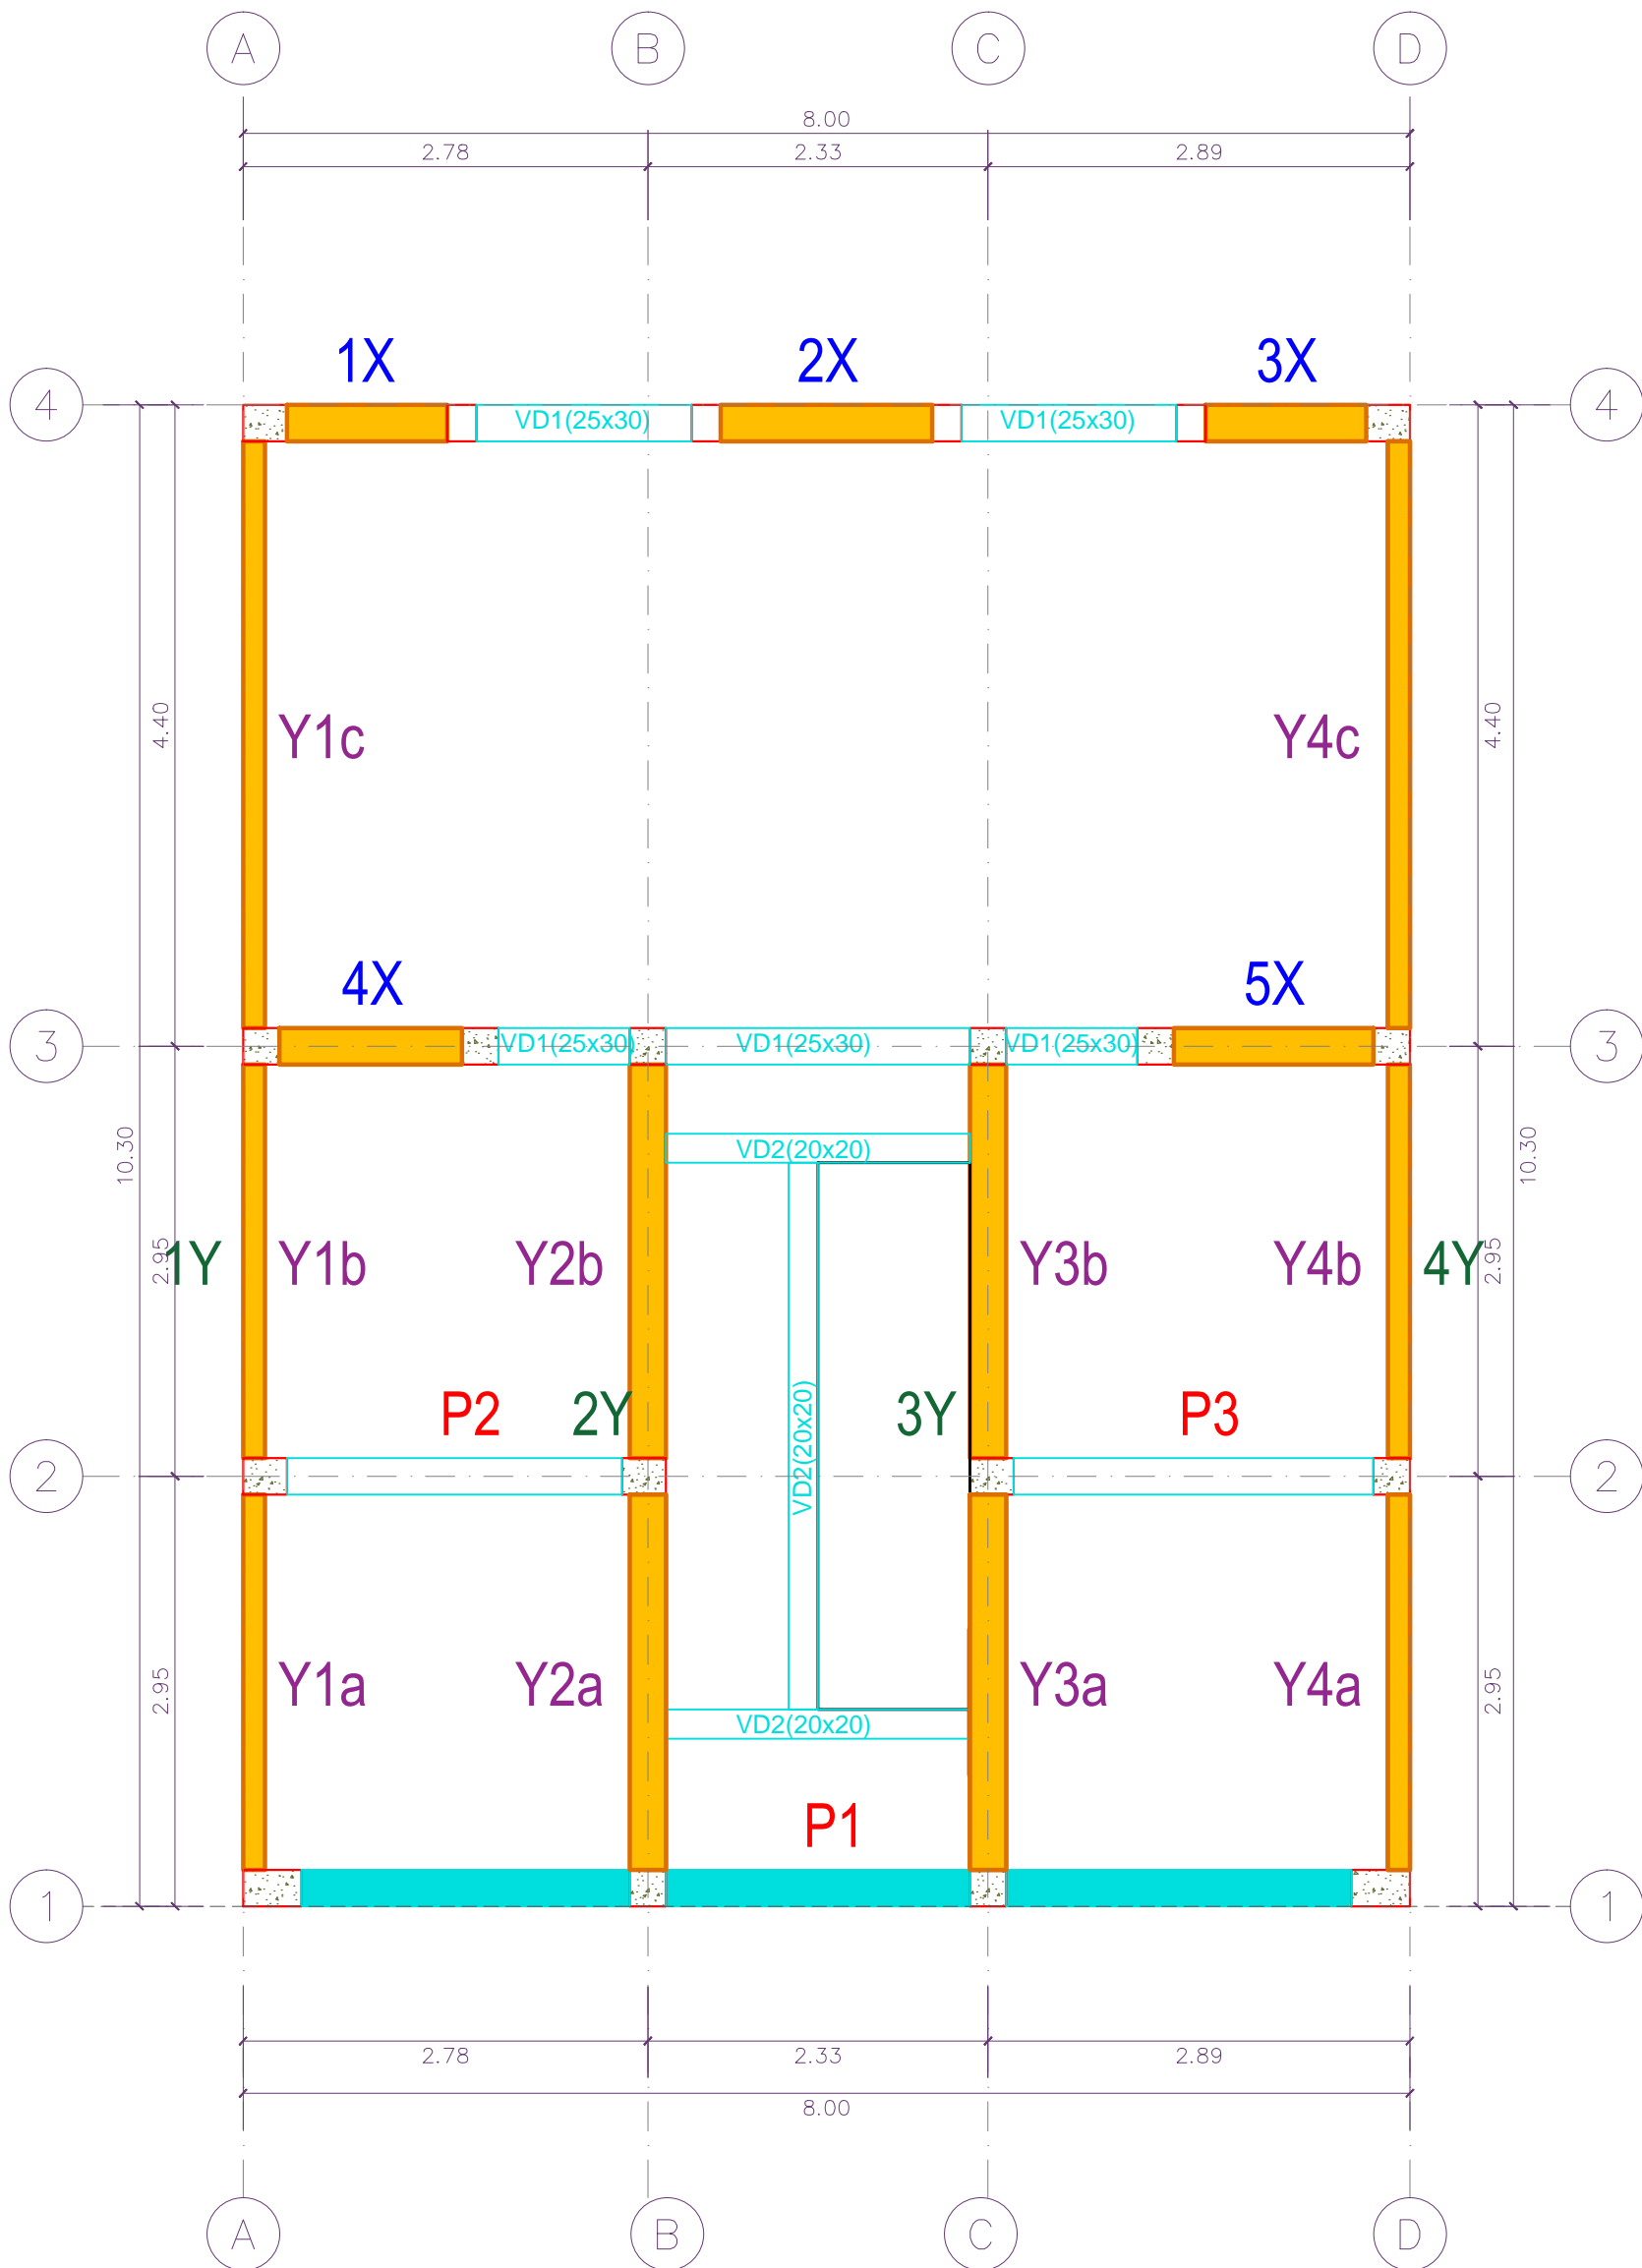 A B C D
8.00
2.78 2.33 2.89
1X 2X 3X
4 4
VD1(25x30) VD1(25x30)
4.40 4.40
Y1c Y4c
4X 5X
3 3
VD1(25x30) VD1(25x30) VD1(25x30)
10.30 10.30
VD2(20x20)
2.95 2.95
1Y Y1b Y2b Y3b Y4b 4Y
P2 2Y 3Y P3
VD2(20x20)
2 2
2.95 2.95
Y1a Y2a Y3a Y4a
VD2(20x20)
P1
1 1
2.78 2.33 2.89
8.00
A B C D